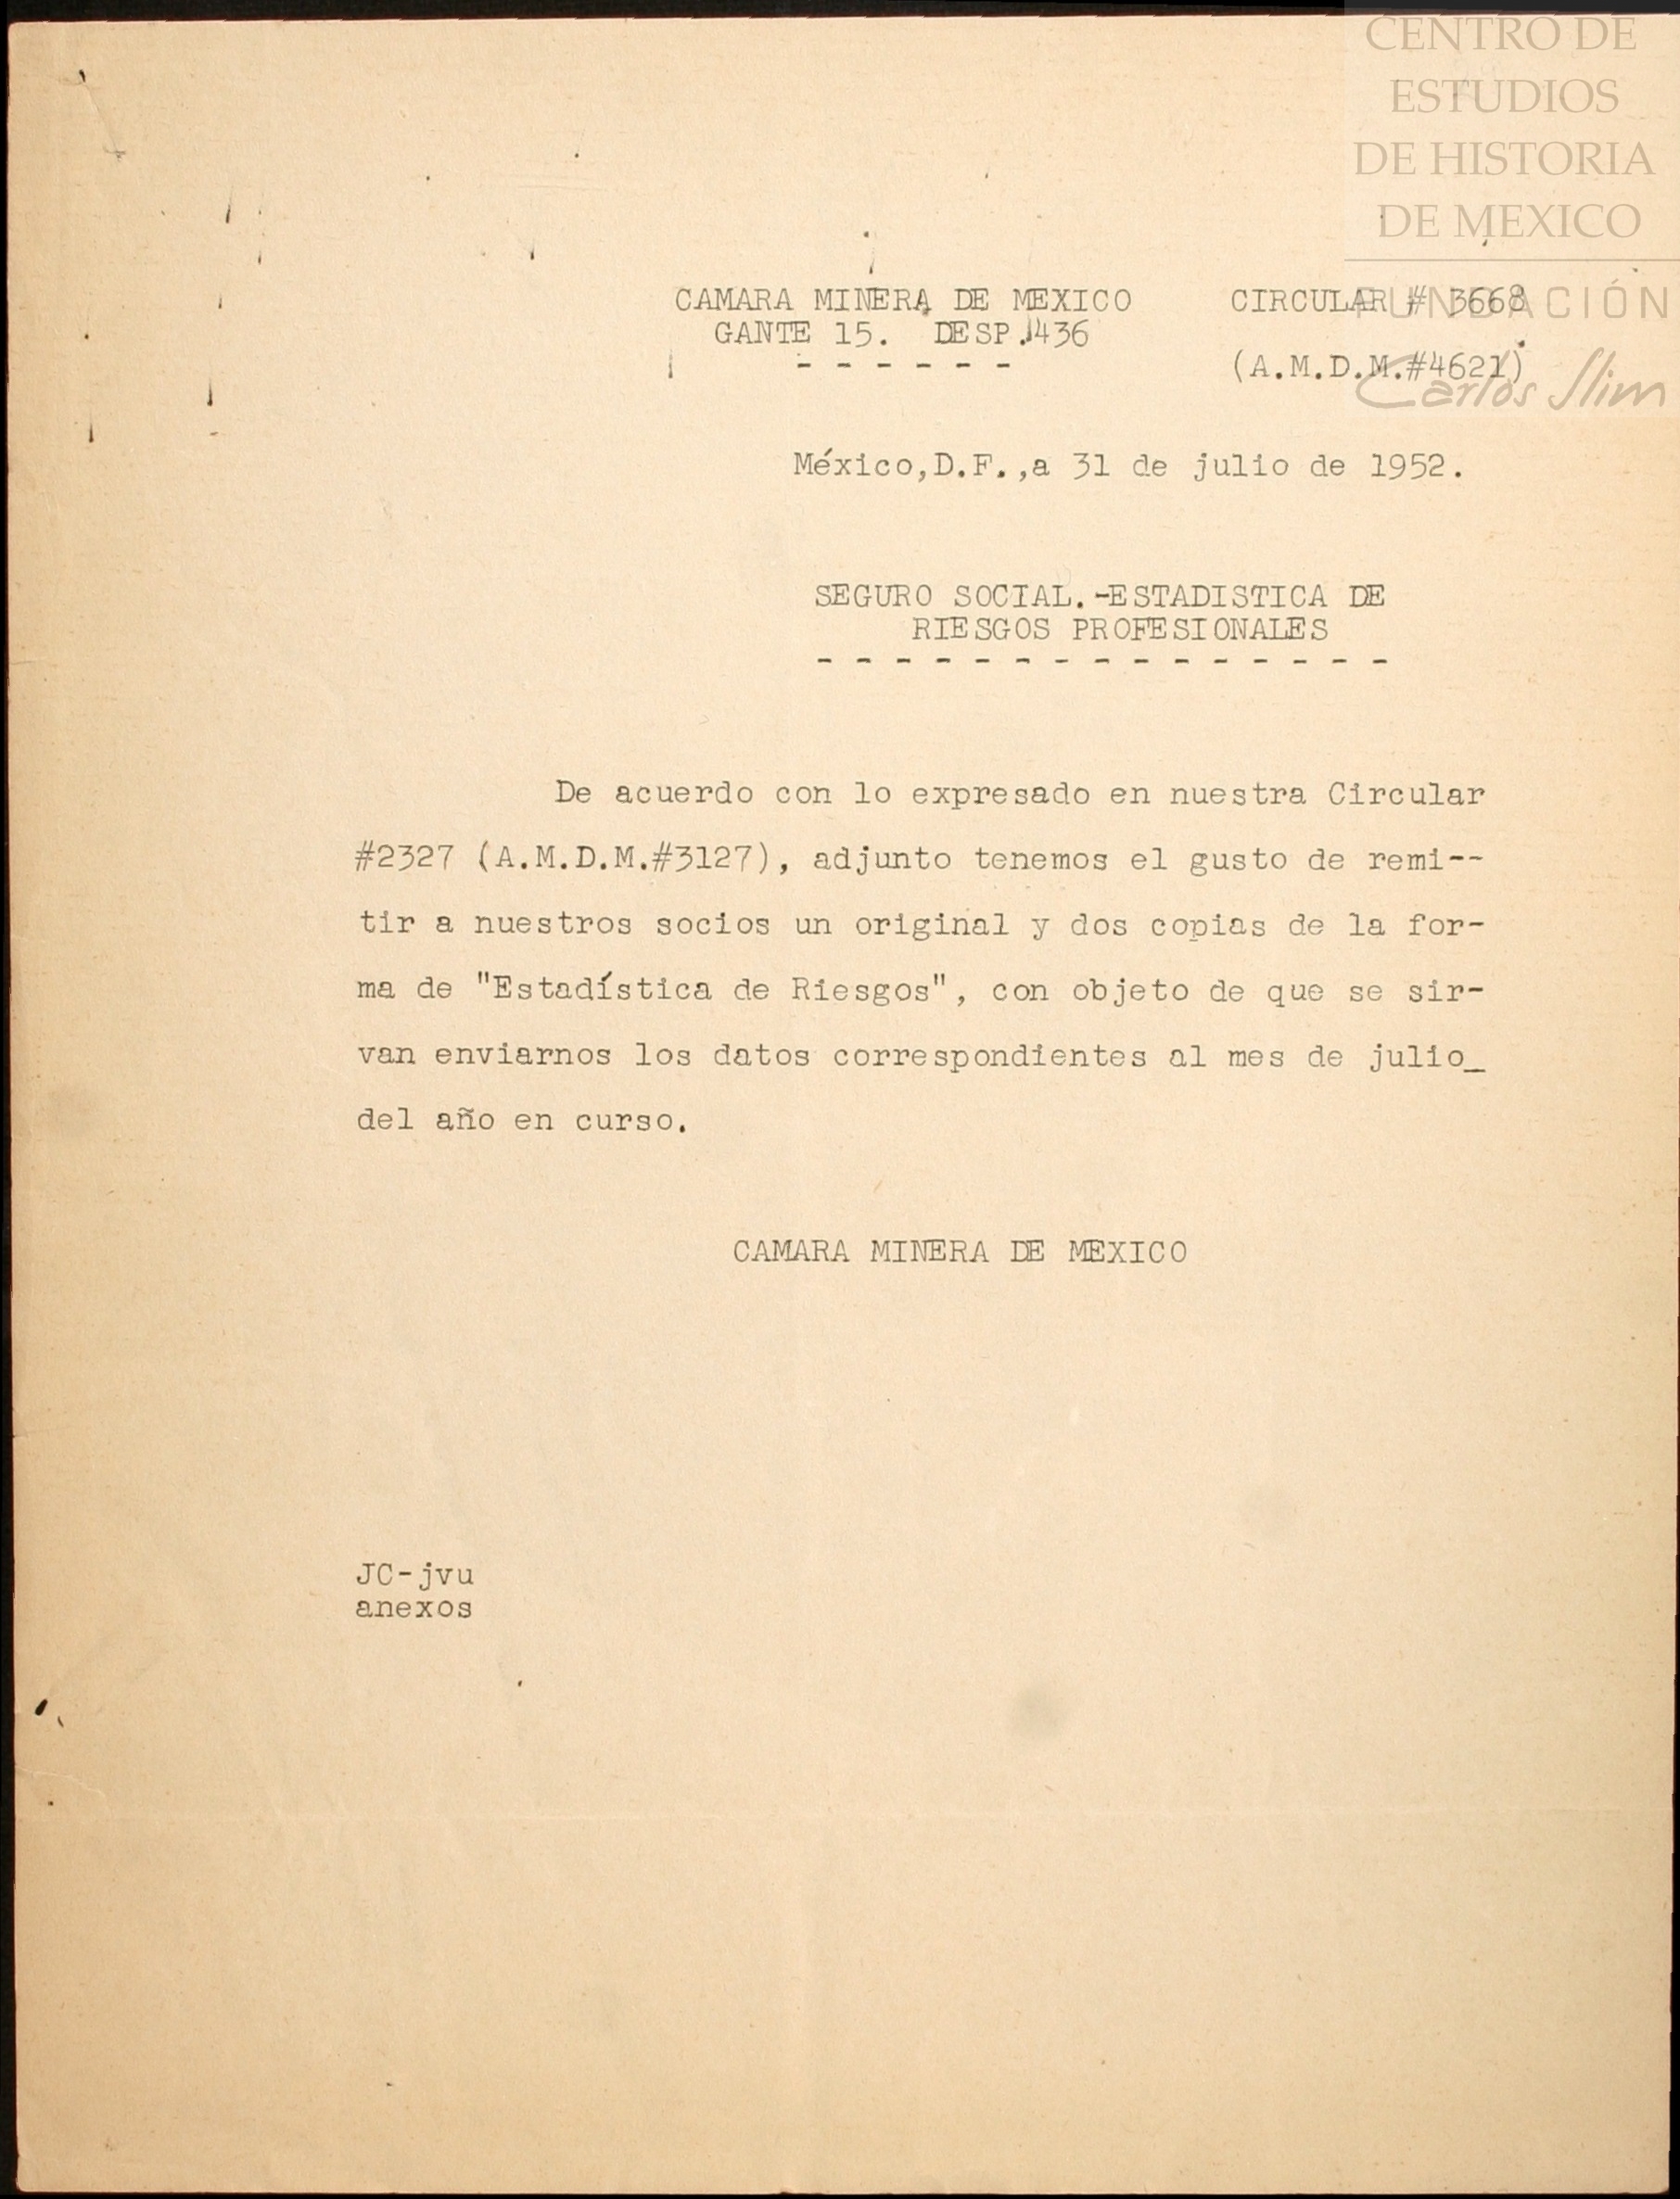 CENTRO DE
ESTUDIOS
DE HISTORIA
DE MEXICO
FUNDACIÓN
Carlos Slim
CAMARA MINERA DE MEXICO
GANTE 15. DESP.436
- - - - - -
CIRCULAR # 3668
(A.M.D.M.#4621)
México,D.F.,a 31 de julio de 1952.
SEGURO SOCIAL.-ESTADISTICA DE
RIESGOS PROFESIONALES
- - - - - - - - - - - - - - -
De acuerdo con lo expresado en nuestra Circular
#2327 (A.M.D.M.#3127), adjunto tenemos el gusto de remi--
tir a nuestros socios un original y dos copias de la for-
ma de "Estadística de Riesgos", con objeto de que se sir-
van enviarnos los datos correspondientes al mes de julio_
del año en curso.
CAMARA MINERA DE MEXICO
JC-jvu
anexos